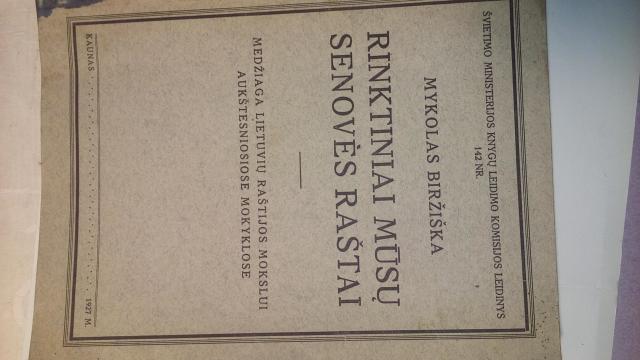 ŠVIETIMO MINISTERIJOS KNYGŲ LEIDIMO KOMISIJOS LEIDINYS
142 NR.
MYKOLAS BIRŽIŠKA
RINKTINIAI MŪSŲ
SENOVĖS RAŠTAI
MEDŽIAGA LIETUVIŲ RAŠTIJOS MOKSLUI
AUKŠTESNIOSIOSE MOKYKLOSE
KAUNAS 1927 M.